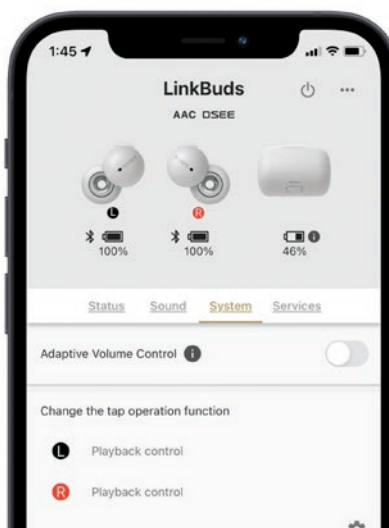 1:45
LinkBuds
AAC DSEE
L R
100% 100% 46%
Status Sound System Services
Adaptive Volume Control
Change the tap operation function
L Playback control
R Playback control